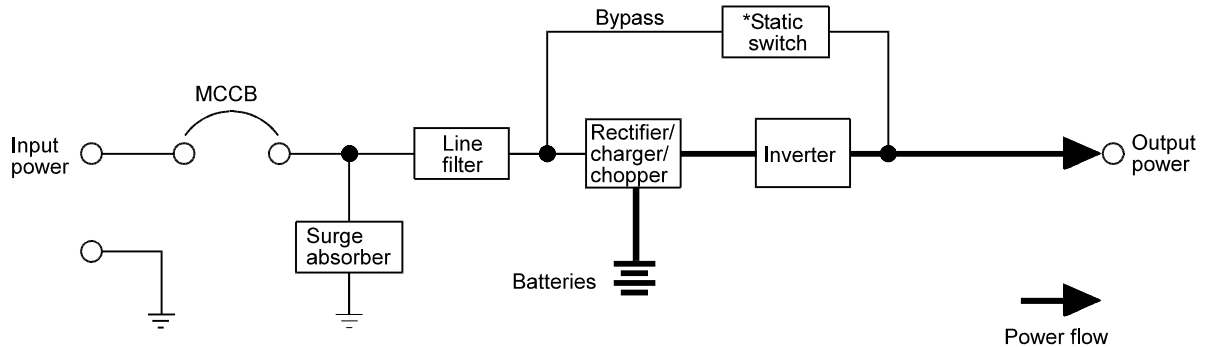 Bypass
*Static
switch
MCCB
Input
power
Line
filter
Rectifier/
charger/
chopper
Inverter
Output
power
Surge
absorber
Batteries
Power flow